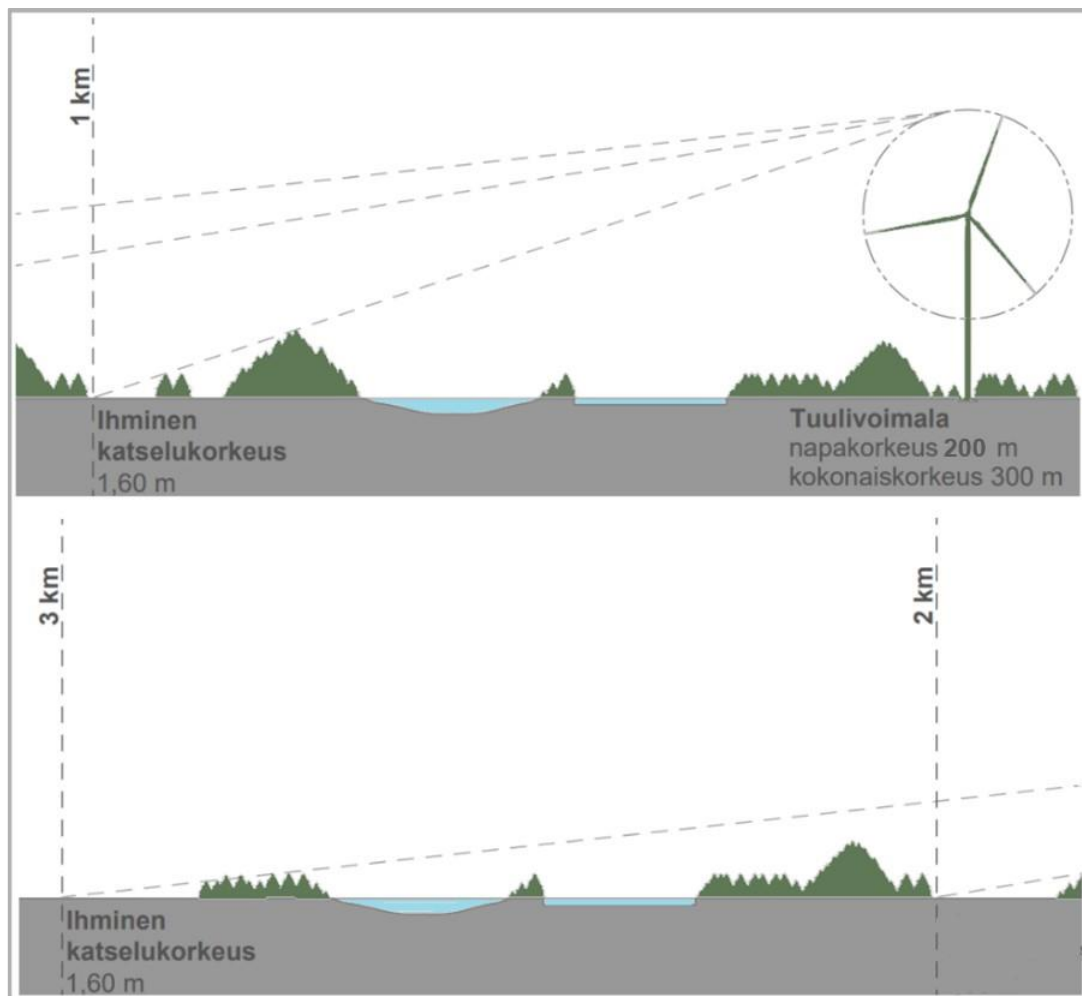 1 km
Ihminen
katselukorkeus
1,60 m
Tuulivoimala
napakorkeus 200 m
kokonaiskorkeus 300 m
3 km
2 km
Ihminen
katselukorkeus
1,60 m